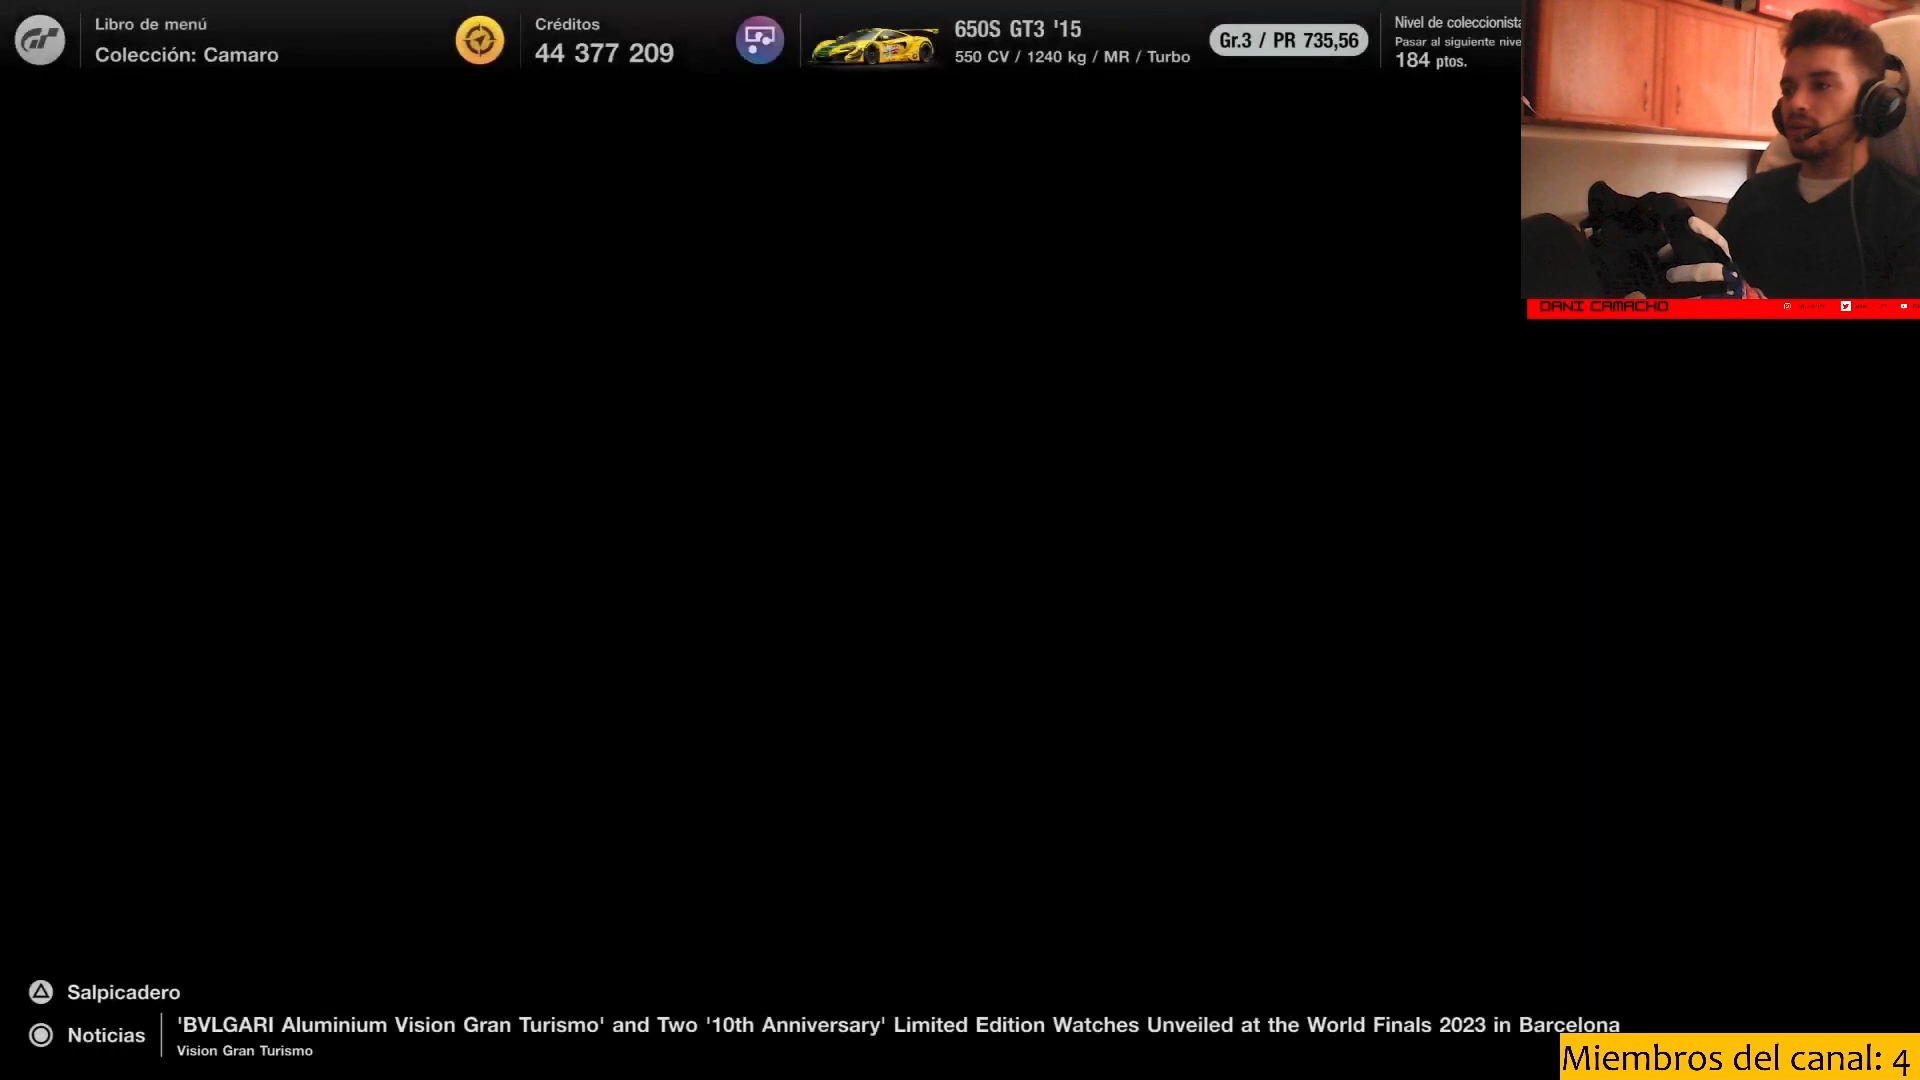 Libro de menú
Colección: Camaro
Créditos
44 377 209
650S GT3 '15
550 CV / 1240 kg / MR / Turbo
Gr.3 / PR 735,56
Nivel de coleccionista
Pasar al siguiente nive
184 ptos.
DANI CAMACHO
Salpicadero
Noticias
'BVLGARI Aluminium Vision Gran Turismo' and Two '10th Anniversary' Limited Edition Watches Unveiled at the World Finals 2023 in Barcelona
Vision Gran Turismo
Miembros del canal: 4